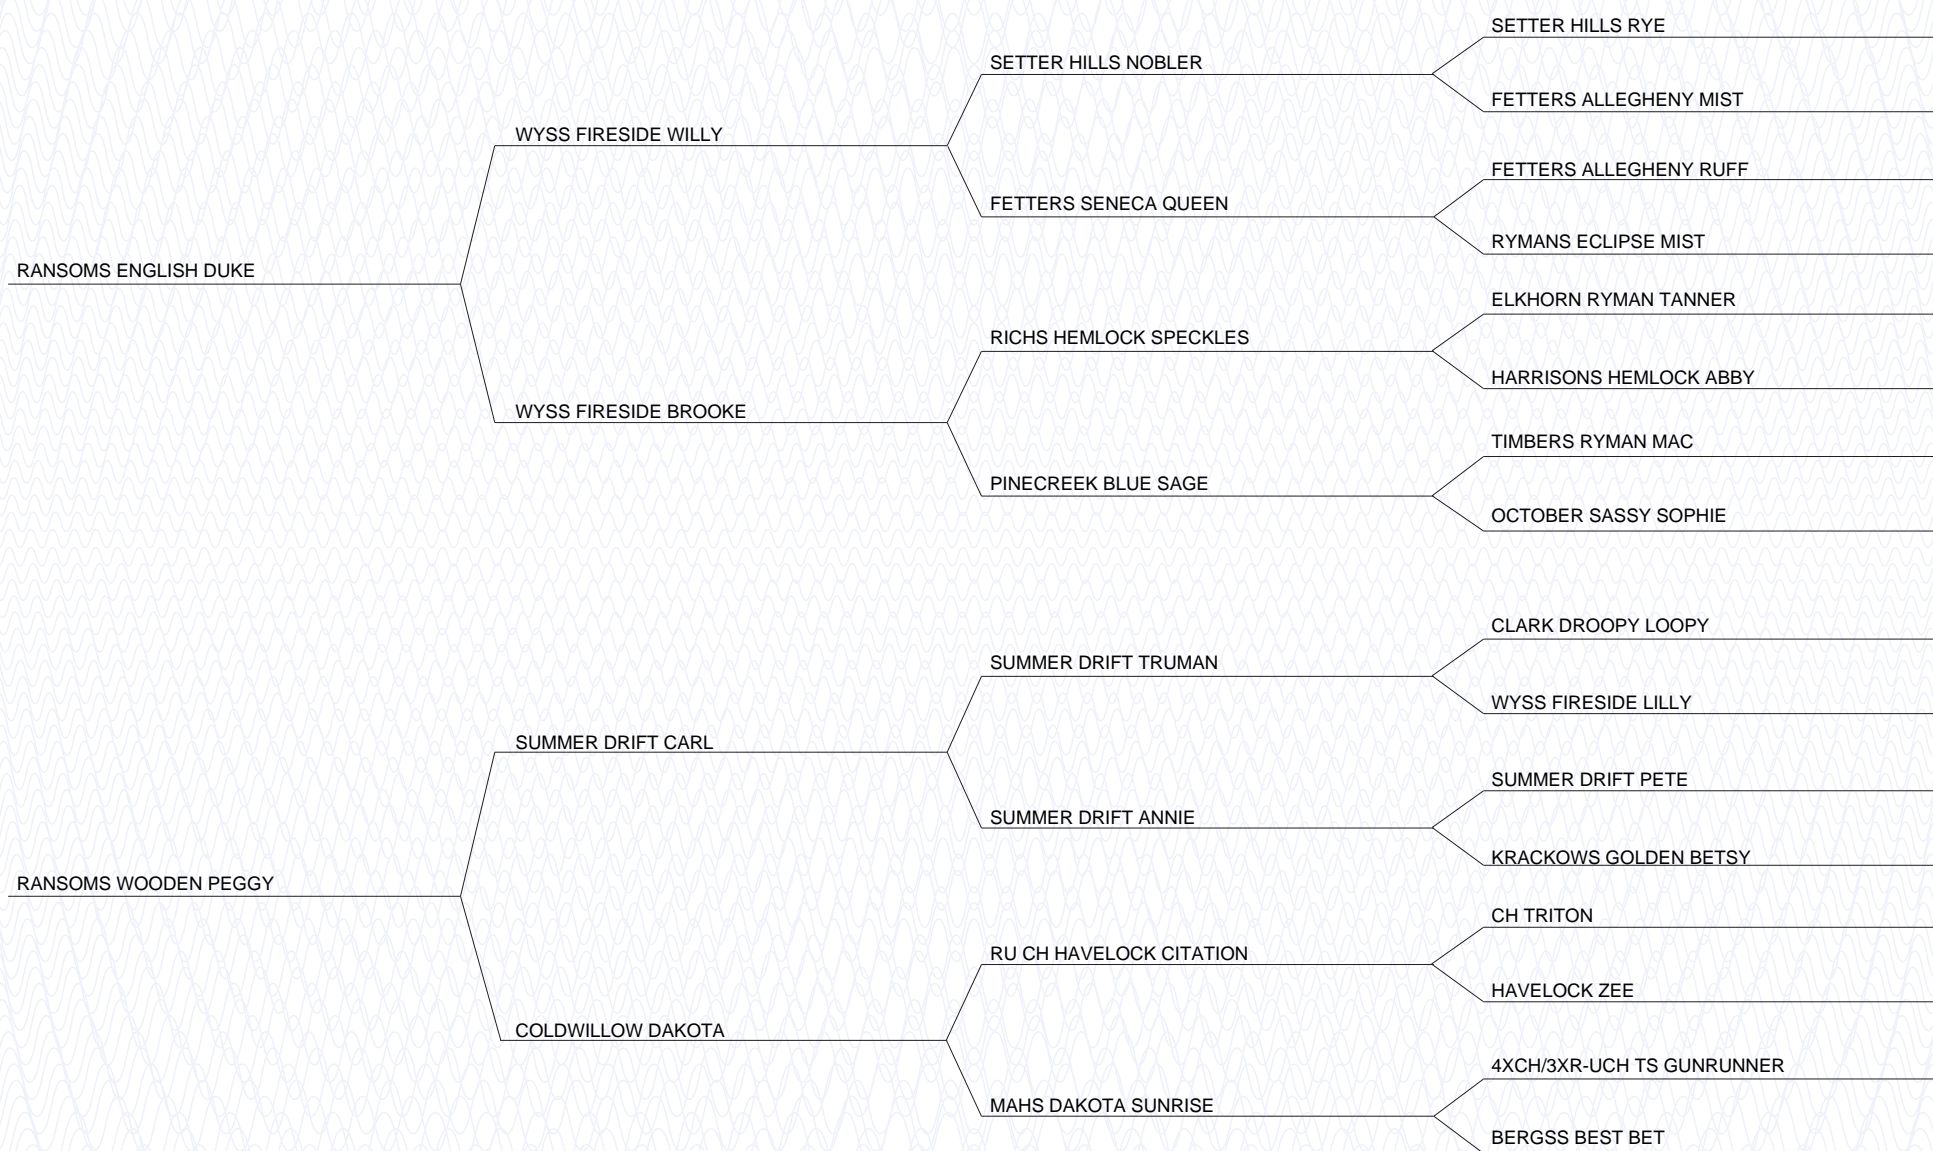 SETTER HILLS RYE
SETTER HILLS NOBLER
FETTERS ALLEGHENY MIST
WYSS FIRESIDE WILLY
FETTERS ALLEGHENY RUFF
FETTERS SENECA QUEEN
RYMANS ECLIPSE MIST
RANSOMS ENGLISH DUKE
ELKHORN RYMAN TANNER
RICHS HEMLOCK SPECKLES
HARRISONS HEMLOCK ABBY
WYSS FIRESIDE BROOKE
TIMBERS RYMAN MAC
PINECREEK BLUE SAGE
OCTOBER SASSY SOPHIE
CLARK DROOPY LOOPY
SUMMER DRIFT TRUMAN
WYSS FIRESIDE LILLY
SUMMER DRIFT CARL
SUMMER DRIFT PETE
SUMMER DRIFT ANNIE
KRACKOWS GOLDEN BETSY
RANSOMS WOODEN PEGGY
CH TRITON
RU CH HAVELOCK CITATION
HAVELOCK ZEE
COLDWILLOW DAKOTA
4XCH/3XR-UCH TS GUNRUNNER
MAHS DAKOTA SUNRISE
BERGSS BEST BET